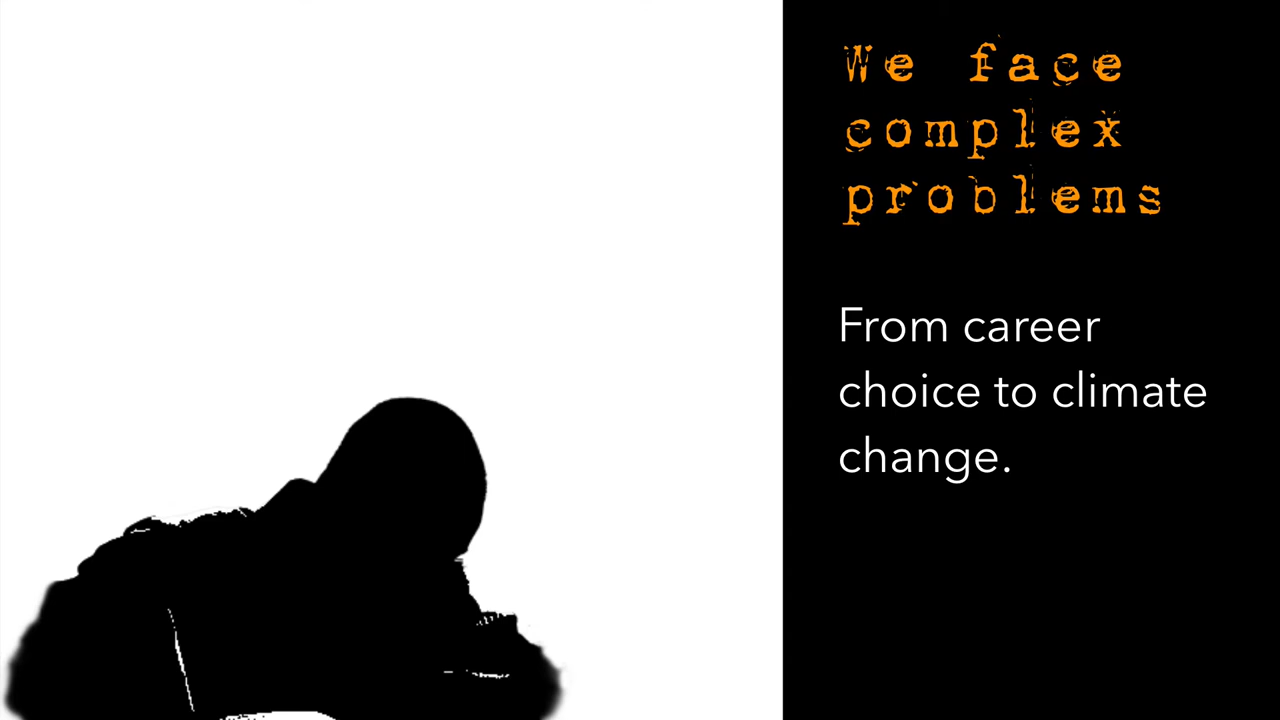 We face
complex
problems
From career
choice to climate
change.